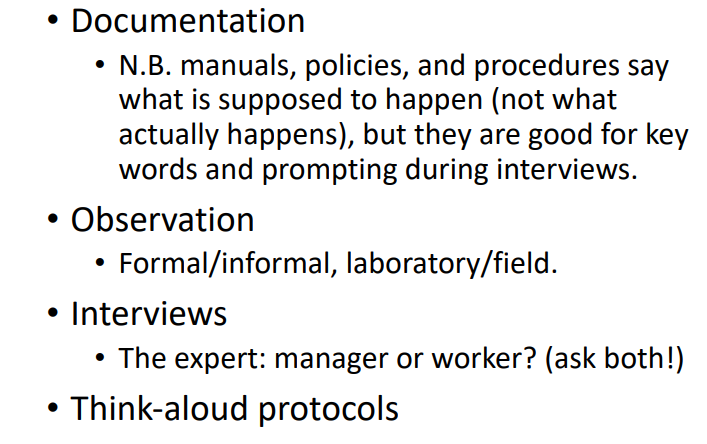 • Documentation
• N.B. manuals, policies, and procedures say
what is supposed to happen (not what
actually happens), but they are good for key
words and prompting during interviews.
• Observation
• Formal/informal, laboratory/field.
• Interviews
• The expert: manager or worker? (ask both!)
• Think-aloud protocols